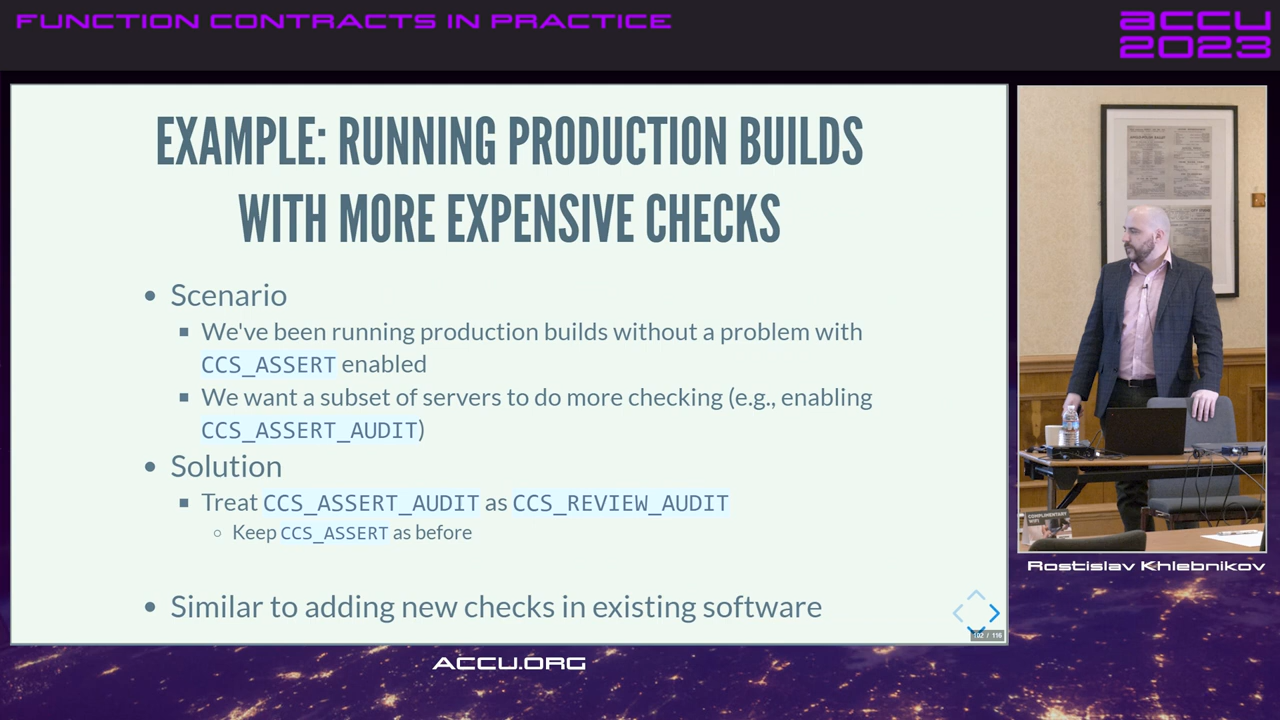 FUNCTION CONTRACTS IN PRACTICE
accu
2023
EXAMPLE: RUNNING PRODUCTION BUILDS
WITH MORE EXPENSIVE CHECKS
• Scenario
▪ We've been running production builds without a problem with
CCS_ASSERT enabled
▪ We want a subset of servers to do more checking (e.g., enabling
CCS_ASSERT_AUDIT)
• Solution
▪ Treat CCS_ASSERT_AUDIT as CCS_REVIEW_AUDIT
◦ Keep CCS_ASSERT as before
• Similar to adding new checks in existing software
102 / 116
COMPLIMENTARY
Rostislav Khlebnikov
ACCU.ORG